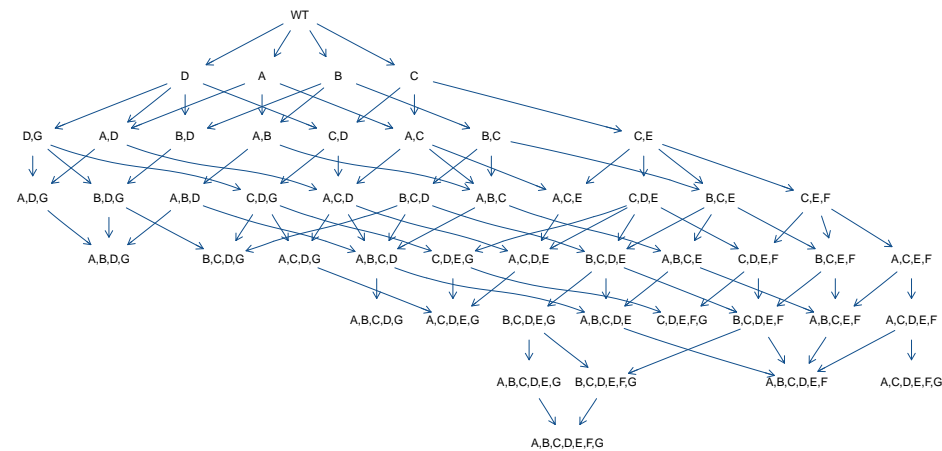 WT
D A B C
D,G A,D B,D A,B C,D A,C B,C C,E
A,D,G B,D,G A,B,D C,D,G A,C,D B,C,D A,B,C A,C,E C,D,E B,C,E C,E,F
A,B,D,G B,C,D,G A,C,D,G A,B,C,D C,D,E,G A,C,D,E B,C,D,E A,B,C,E C,D,E,F B,C,E,F A,C,E,F
A,B,C,D,G A,C,D,E,G B,C,D,E,G A,B,C,D,E C,D,E,F,G B,C,D,E,F A,B,C,E,F A,C,D,E,F
A,B,C,D,E,G B,C,D,E,F,G A,B,C,D,E,F A,C,D,E,F,G
A,B,C,D,E,F,G